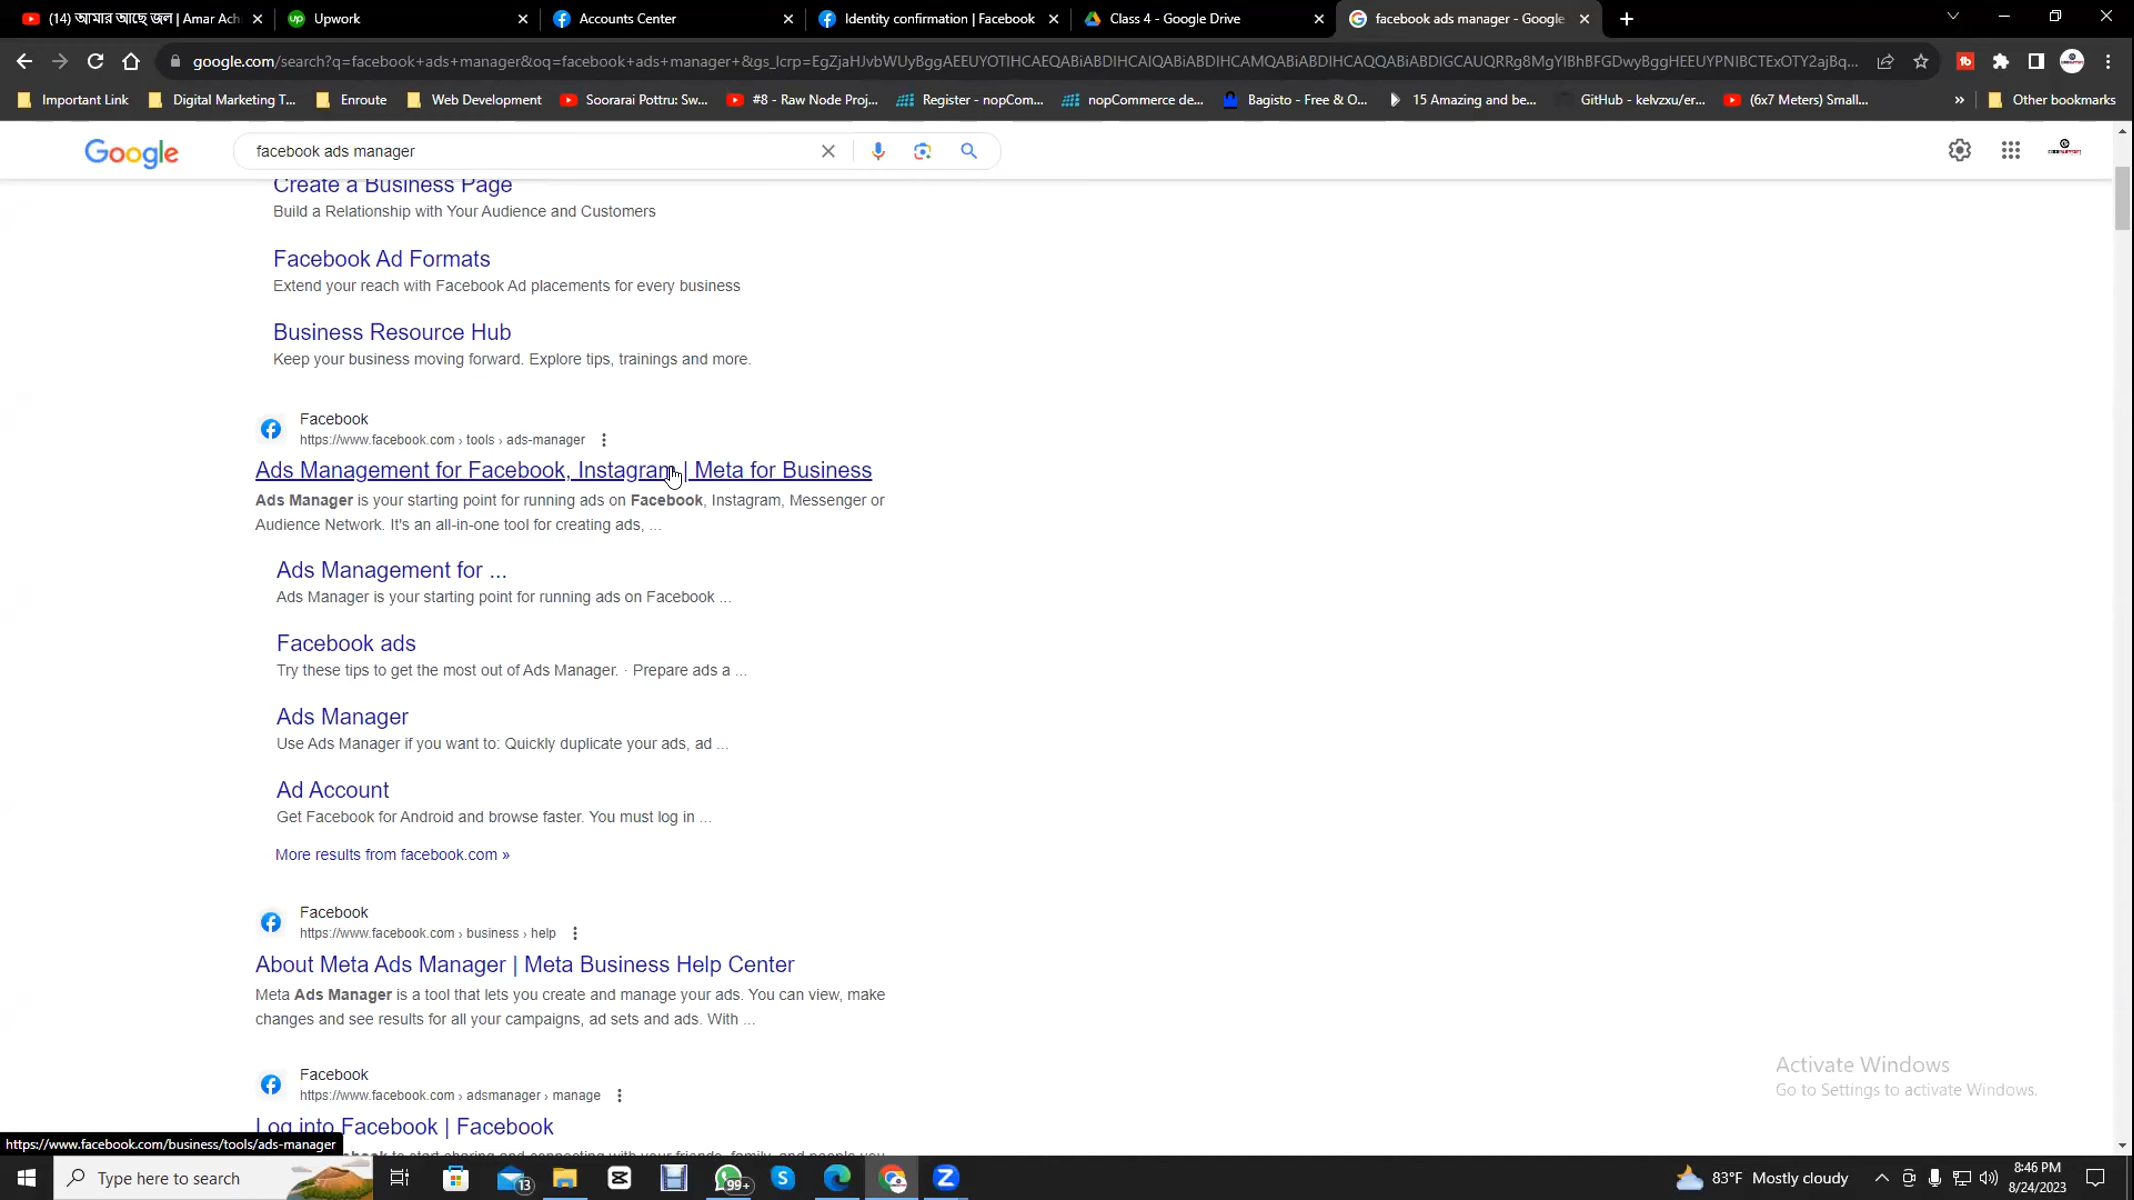 (14) আমার আছে জল | Amar Ach
Upwork
Accounts Center
Identity confirmation | Facebook
Class 4 - Google Drive
facebook ads manager - Google
google.com/search?q=facebook+ads+manager&oq=facebook+ads+manager+&gs_lcrp=EgZjaHJvbWUyBggAEEUYOTIHCAEQABiABDIHCAIQABiABDIHCAMQABiABDIHCAQQABiABDIGCAUQRRg8MgYIBhBFGDwyBggHEEUYPNIBCTExOTY2ajBq...
Important Link
Digital Marketing T...
Enroute
Web Development
Soorarai Pottru: Sw...
#8 - Raw Node Proj...
Register - nopCom...
nopCommerce de...
Bagisto - Free & O...
15 Amazing and be...
GitHub - kelvzxu/er...
(6x7 Meters) Small...
»
Other bookmarks
Google
facebook ads manager
Create a Business Page
Build a Relationship with Your Audience and Customers
Facebook Ad Formats
Extend your reach with Facebook Ad placements for every business
Business Resource Hub
Keep your business moving forward. Explore tips, trainings and more.
Facebook
https://www.facebook.com › tools › ads-manager
Ads Management for Facebook, Instagram | Meta for Business
Ads Manager is your starting point for running ads on Facebook, Instagram, Messenger or
Audience Network. It's an all-in-one tool for creating ads, ...
Ads Management for ...
Ads Manager is your starting point for running ads on Facebook ...
Facebook ads
Try these tips to get the most out of Ads Manager. · Prepare ads a ...
Ads Manager
Use Ads Manager if you want to: Quickly duplicate your ads, ad ...
Ad Account
Get Facebook for Android and browse faster. You must log in ...
More results from facebook.com »
Facebook
https://www.facebook.com › business › help
About Meta Ads Manager | Meta Business Help Center
Meta Ads Manager is a tool that lets you create and manage your ads. You can view, make
changes and see results for all your campaigns, ad sets and ads. With ...
Facebook
https://www.facebook.com › adsmanager › manage
Log into Facebook | Facebook
Activate Windows
Go to Settings to activate Windows.
https://www.facebook.com/business/tools/ads-manager
Type here to search
13
99+
83°F Mostly cloudy
8:46 PM
8/24/2023